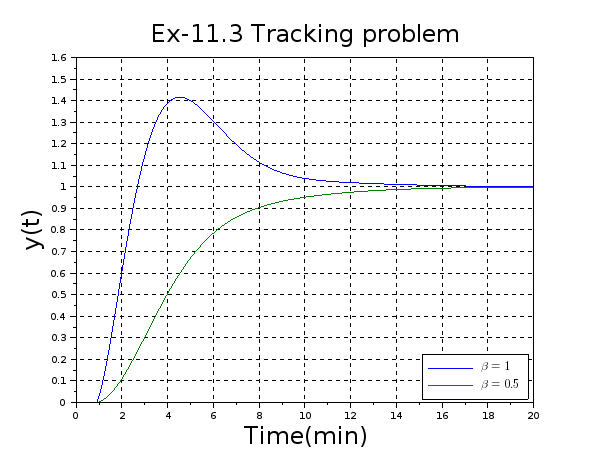 Ex-11.3 Tracking problem
1.6
1.5
1.4
1.3
1.2
1.1
1
0.9
0.8
0.7
0.6
0.5
0.4
0.3
0.2
0.1
0
y(t)
β = 1
β = 0.5
0 2 4 6 8 10 12 14 16 18 20
Time(min)